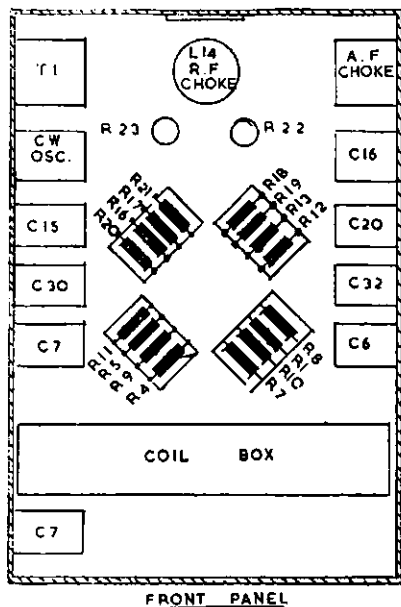 T1
L14
R.F
CHOKE
A.F
CHOKE
R23
R22
CW
OSC.
C16
R21
R17
R16
R20
R18
R19
R13
R12
C15
C20
C30
C32
C7
C6
R11
R5
R9
R4
R8
R10
R7
COIL BOX
C7
FRONT PANEL